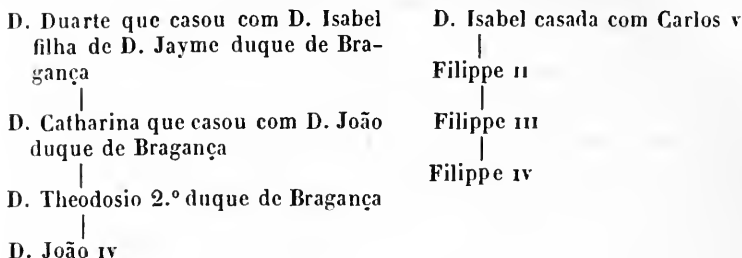 D. Duarte que casou com D. Isabel
filha de D. Jayme duque de Bra-
gança
D. Catharina que casou com D. João
duque de Bragança
D. Theodosio 2.º duque de Bragança
D. João IV
D. Isabel casada com Carlos V
Filippe II
Filippe III
Filippe IV